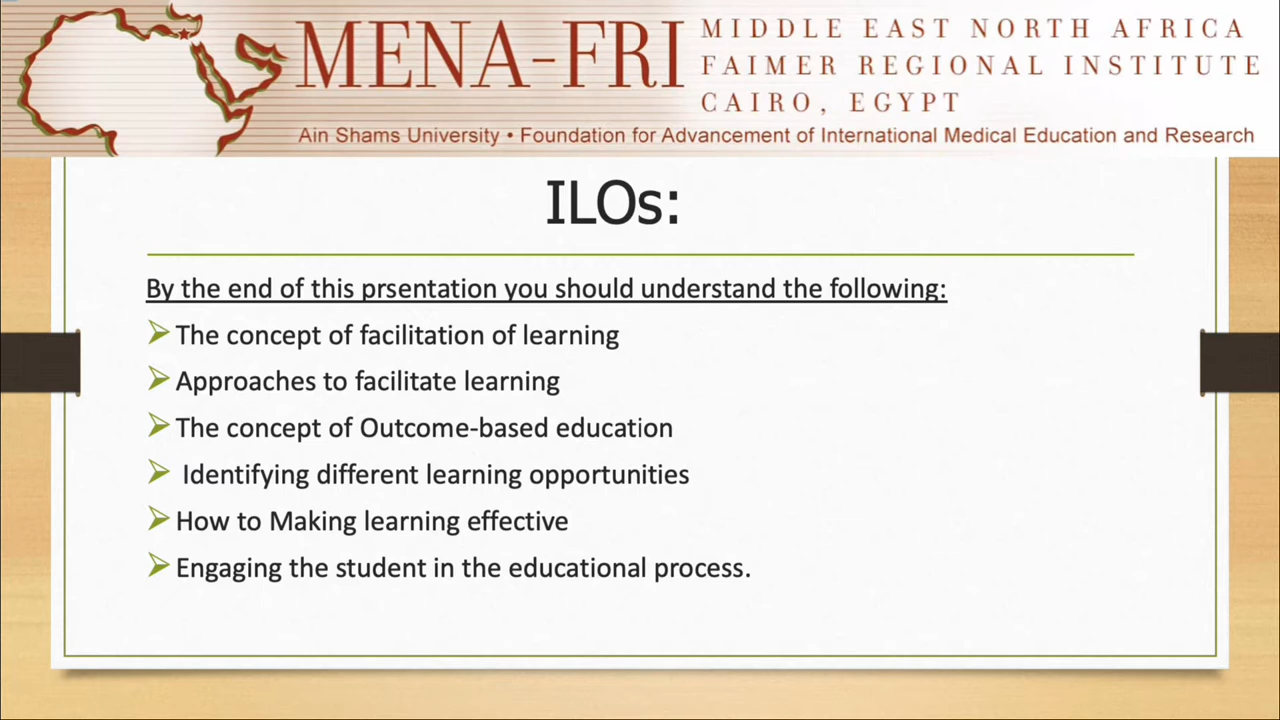 MENA-FRI
MIDDLE EAST NORTH AFRICA
FAIMER REGIONAL INSTITUTE
CAIRO, EGYPT
Ain Shams University • Foundation for Advancement of International Medical Education and Research
ILOs:
By the end of this prsentation you should understand the following:
The concept of facilitation of learning
Approaches to facilitate learning
The concept of Outcome-based education
Identifying different learning opportunities
How to Making learning effective
Engaging the student in the educational process.